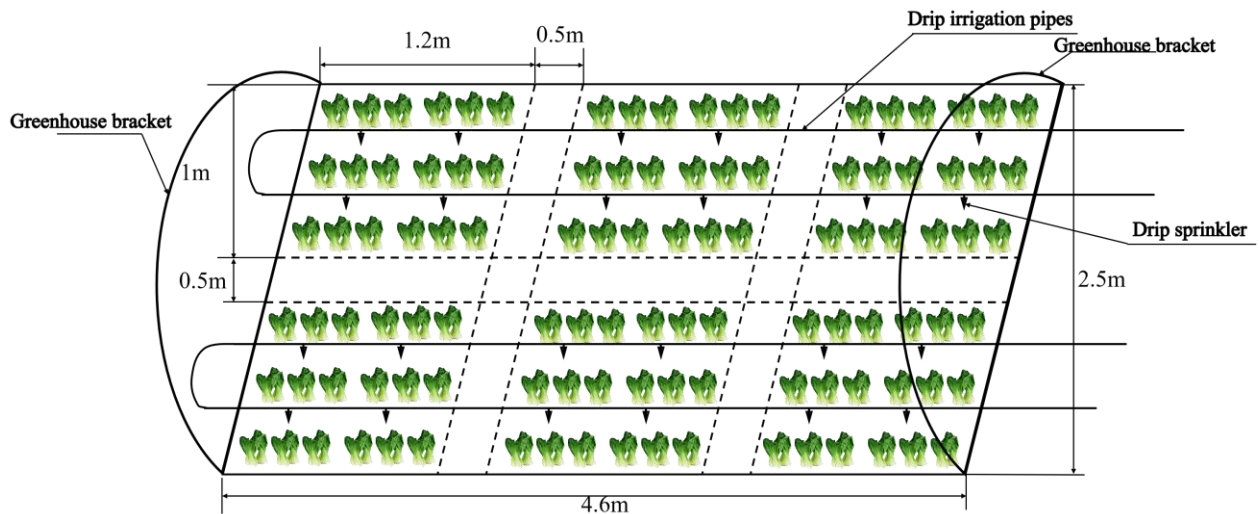 Drip irrigation pipes
1.2m
0.5m
Greenhouse bracket
Greenhouse bracket
1m
Drip sprinkler
0.5m
2.5m
4.6m